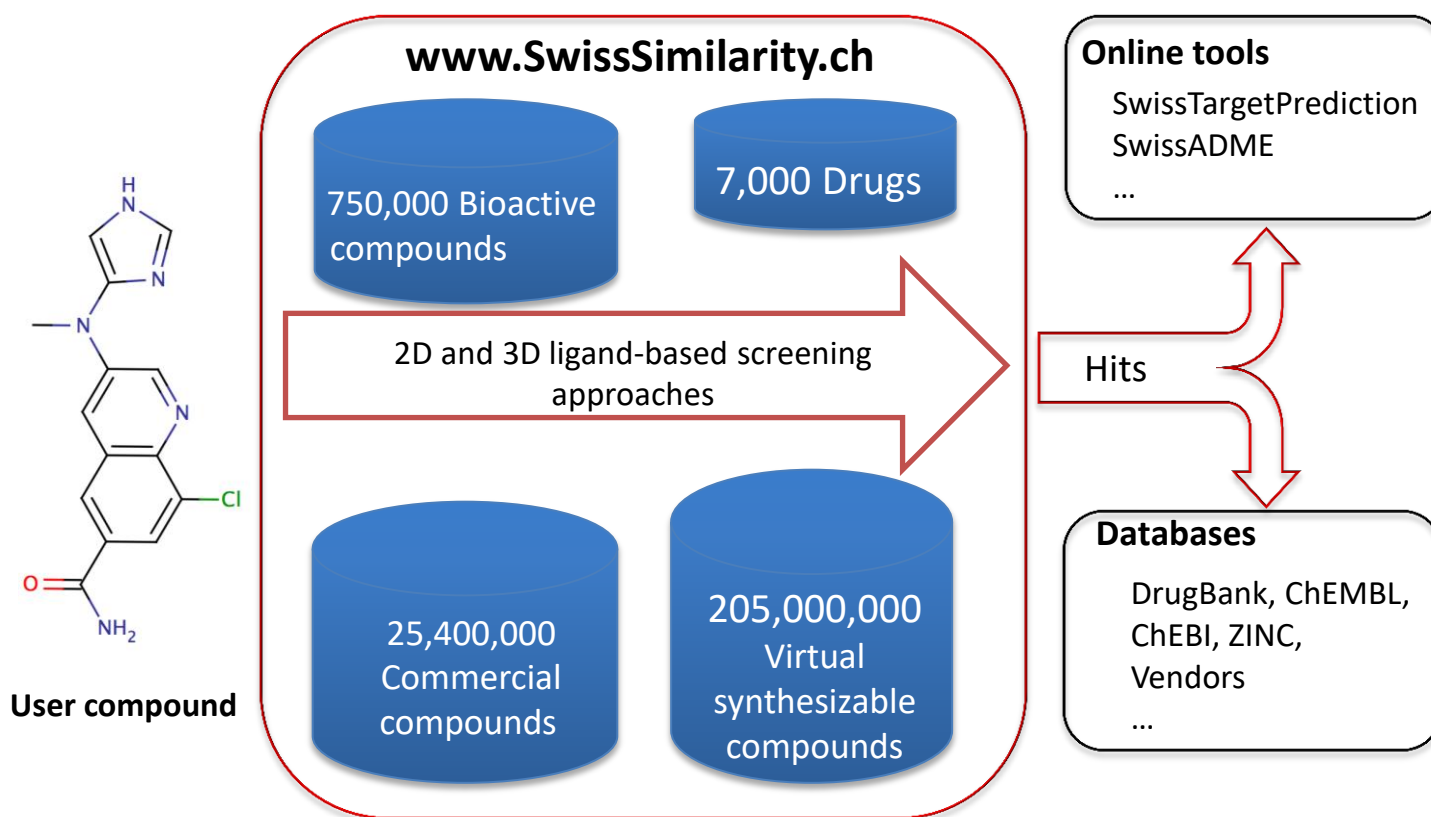 www.SwissSimilarity.ch
750,000 Bioactive
compounds
7,000 Drugs
2D and 3D ligand-based screening
approaches
25,400,000
Commercial
compounds
205,000,000
Virtual
synthesizable
compounds
H
N
N
N
N
Cl
O
NH₂
User compound
Hits
Online tools
SwissTargetPrediction
SwissADME
...
Databases
DrugBank, ChEMBL,
ChEBI, ZINC,
Vendors
...